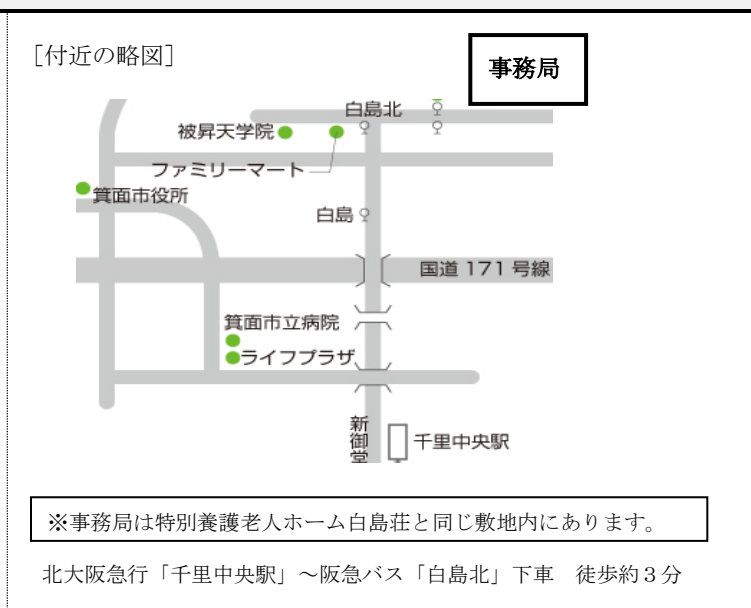 ［付近の略図］
事務局
白島北
被昇天学院
ファミリーマート
箕面市役所
白島
国道 171 号線
箕面市立病院
ライフプラザ
新御堂
千里中央駅
※事務局は特別養護老人ホーム白島荘と同じ敷地内にあります。
北大阪急行「千里中央駅」～阪急バス「白島北」下車　徒歩約３分